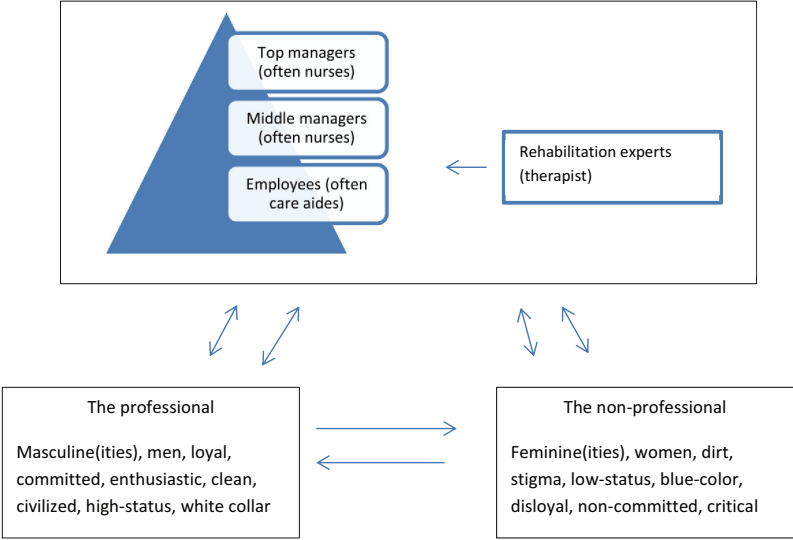 Top managers
(often nurses)
Middle managers
(often nurses)
Employees (often
care aides)
Rehabilitation experts
(therapist)
The professional
Masculine(ities), men, loyal,
committed, enthusiastic, clean,
civilized, high-status, white collar
The non-professional
Feminine(ities), women, dirt,
stigma, low-status, blue-color,
disloyal, non-committed, critical